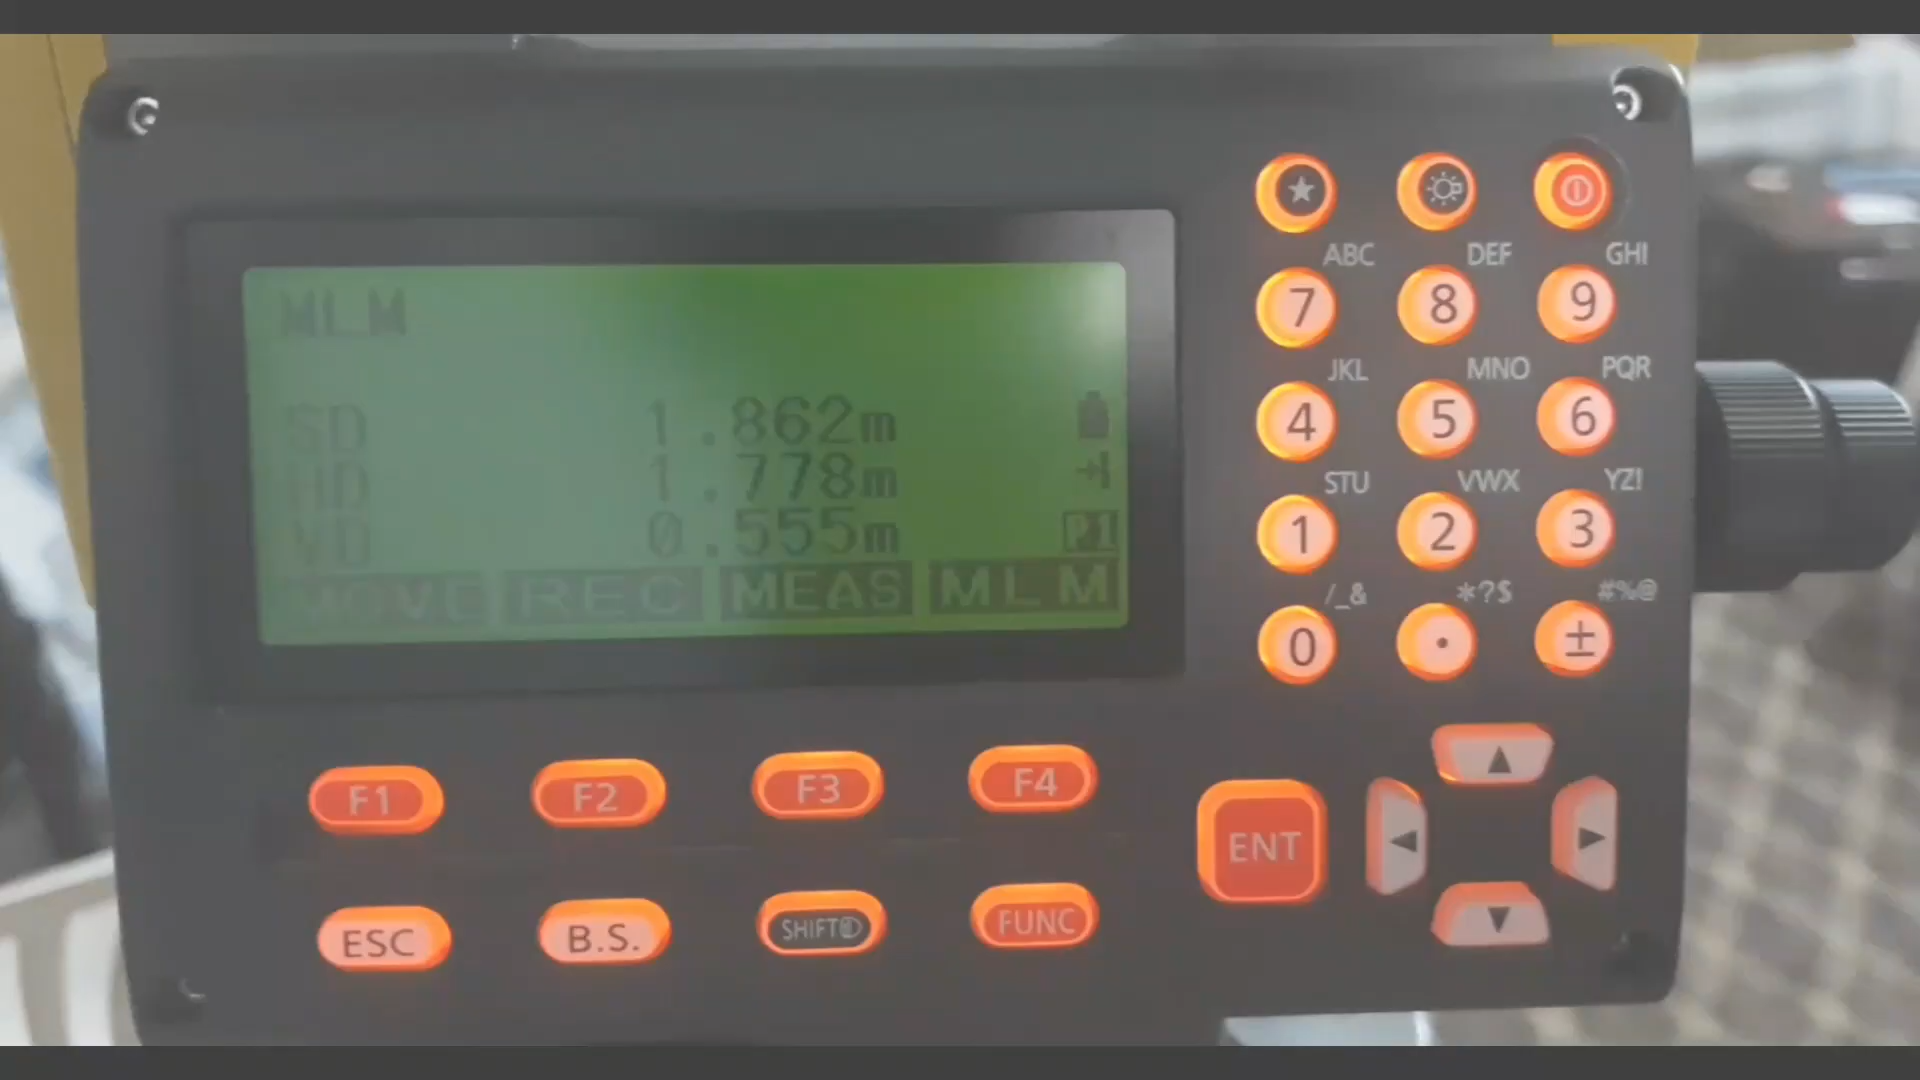 MLM
SD 1.862m
HD 1.778m
VD 0.555m
P1
MOVE REC MEAS MLM
ABC DEF GHI
7 8 9
JKL MNO PQR
4 5 6
STU VWX YZ!
1 2 3
/_& *?$ #%@
0 . ±
F1 F2 F3 F4
ENT
ESC B.S. SHIFT FUNC